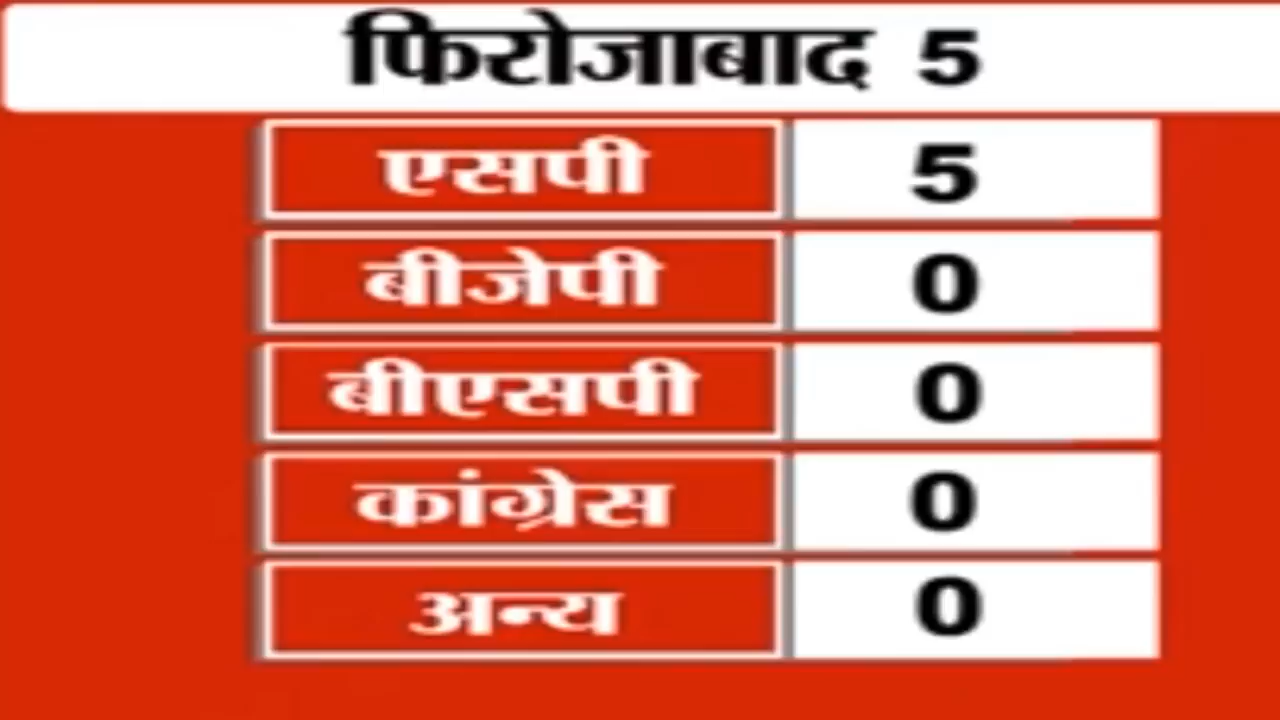 फिरोजाबाद 5
एसपी 5
बीजेपी 0
बीएसपी 0
कांग्रेस 0
अन्य 0